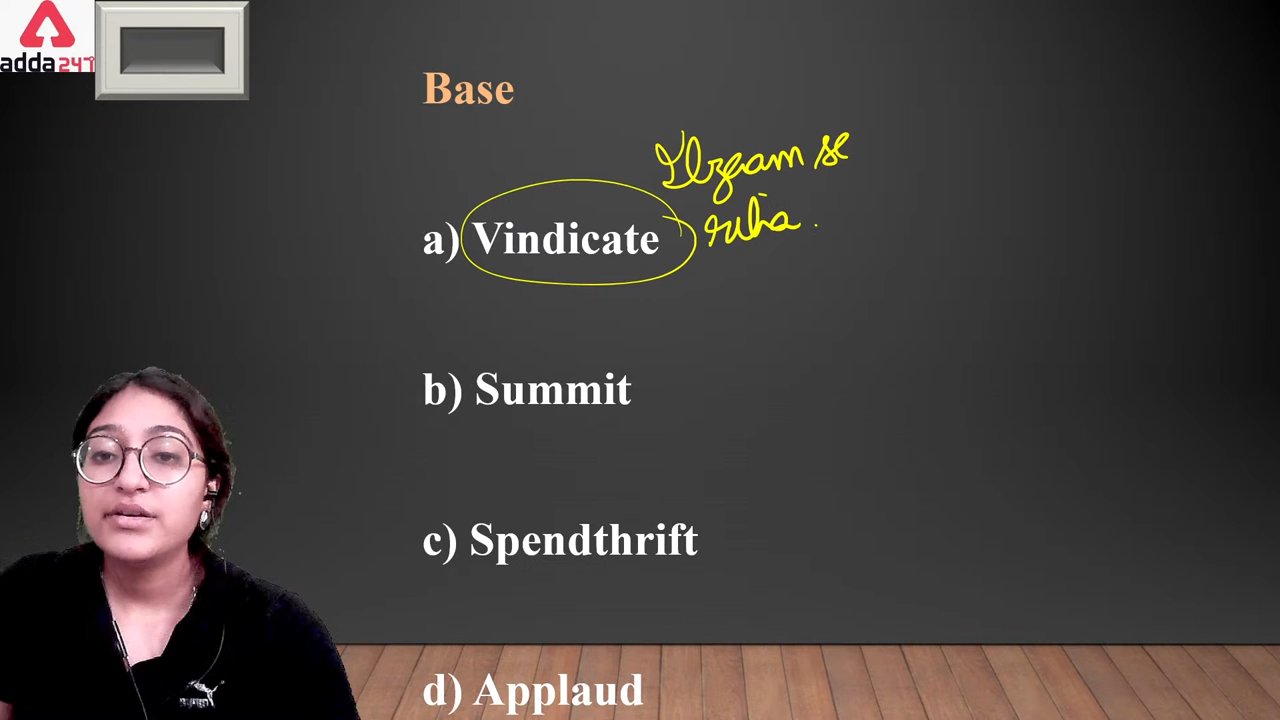 adda247
Base
Ilzaam se
a) Vindicate riha.
b) Summit
c) Spendthrift
d) Applaud